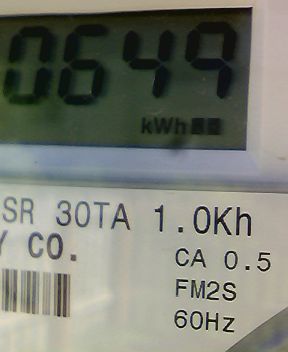 0649
kWh
SR 30TA 1.0Kh
Y CO.
CA 0.5
FM2S
60Hz